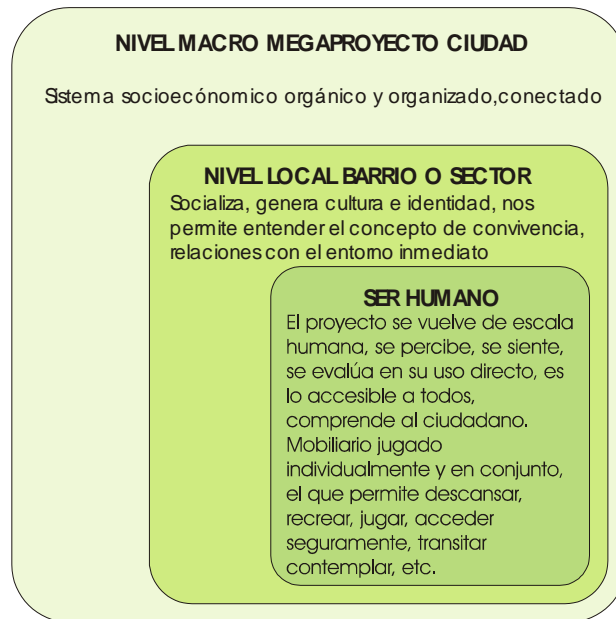 NIVEL MACRO MEGAPROYECTO CIUDAD
Sistema socioecónomico orgánico y organizado,conectado
NIVEL LOCAL BARRIO O SECTOR
Socializa, genera cultura e identidad, nos
permite entender el concepto de convivencia,
relaciones con el entorno inmediato
SER HUMANO
El proyecto se vuelve de escala
humana, se percibe, se siente,
se evalúa en su uso directo, es
lo accesible a todos,
comprende al ciudadano.
Mobiliario jugado
individualmente y en conjunto,
el que permite descansar,
recrear, jugar, acceder
seguramente, transitar
contemplar, etc.